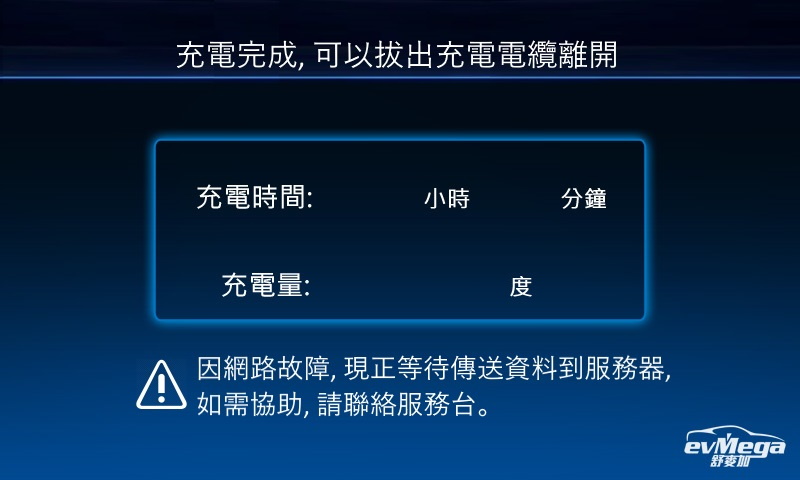 充電完成, 可以拔出充電電纜離開
充電時間: 小時 分鐘
充電量: 度
因網路故障, 現正等待傳送資料到服務器,
如需協助, 請聯絡服務台。
evMega
舒麥加